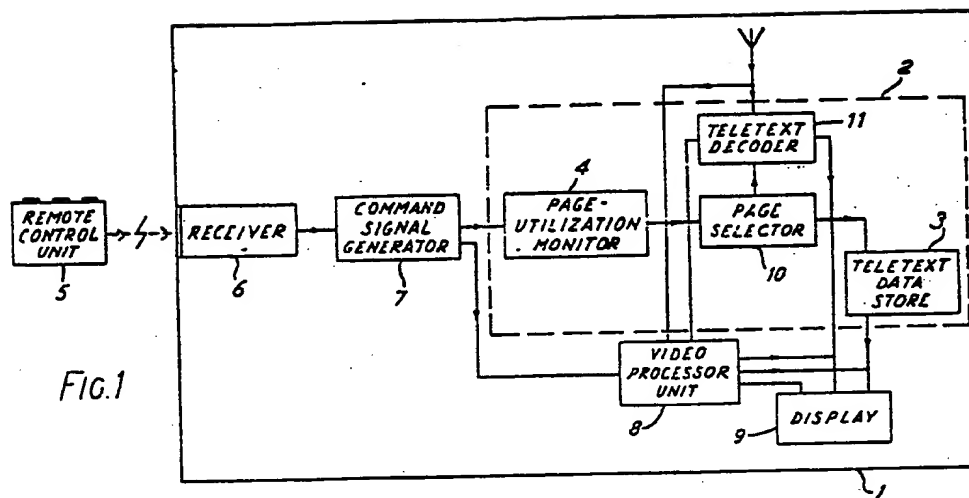 2
TELETEXT
DECODER
11
4
PAGE-
UTILIZATION
MONITOR
PAGE
SELECTOR
10
3
TELETEXT
DATA
STORE
REMOTE
CONTROL
UNIT
5
RECEIVER
6
COMMAND
SIGNAL
GENERATOR
7
VIDEO
PROCESSOR
UNIT
8
DISPLAY
9
FIG.1
1